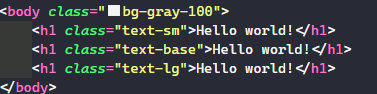 <body class="bg-gray-100">
<h1 class="text-sm">Hello world!</h1>
<h1 class="text-base">Hello world!</h1>
<h1 class="text-lg">Hello world!</h1>
</body>